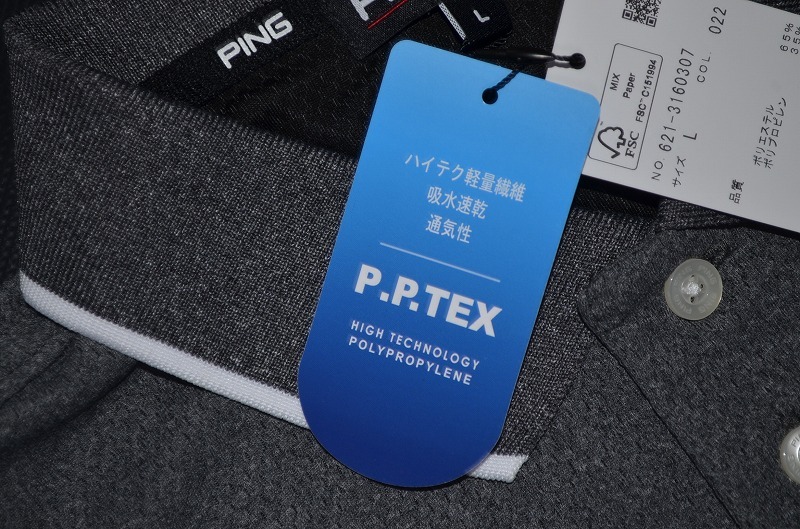 PING
L
ハイテク軽量繊維
吸水速乾
通気性
P.P.TEX
HIGH TECHNOLOGY
POLYPROPYLENE
MIX
Paper
FSC™ C151994
FSC
NO. 621-3160307
COL. 022
サイズ L
品質
ポリエステル 65%
ポリプロピレン 35%